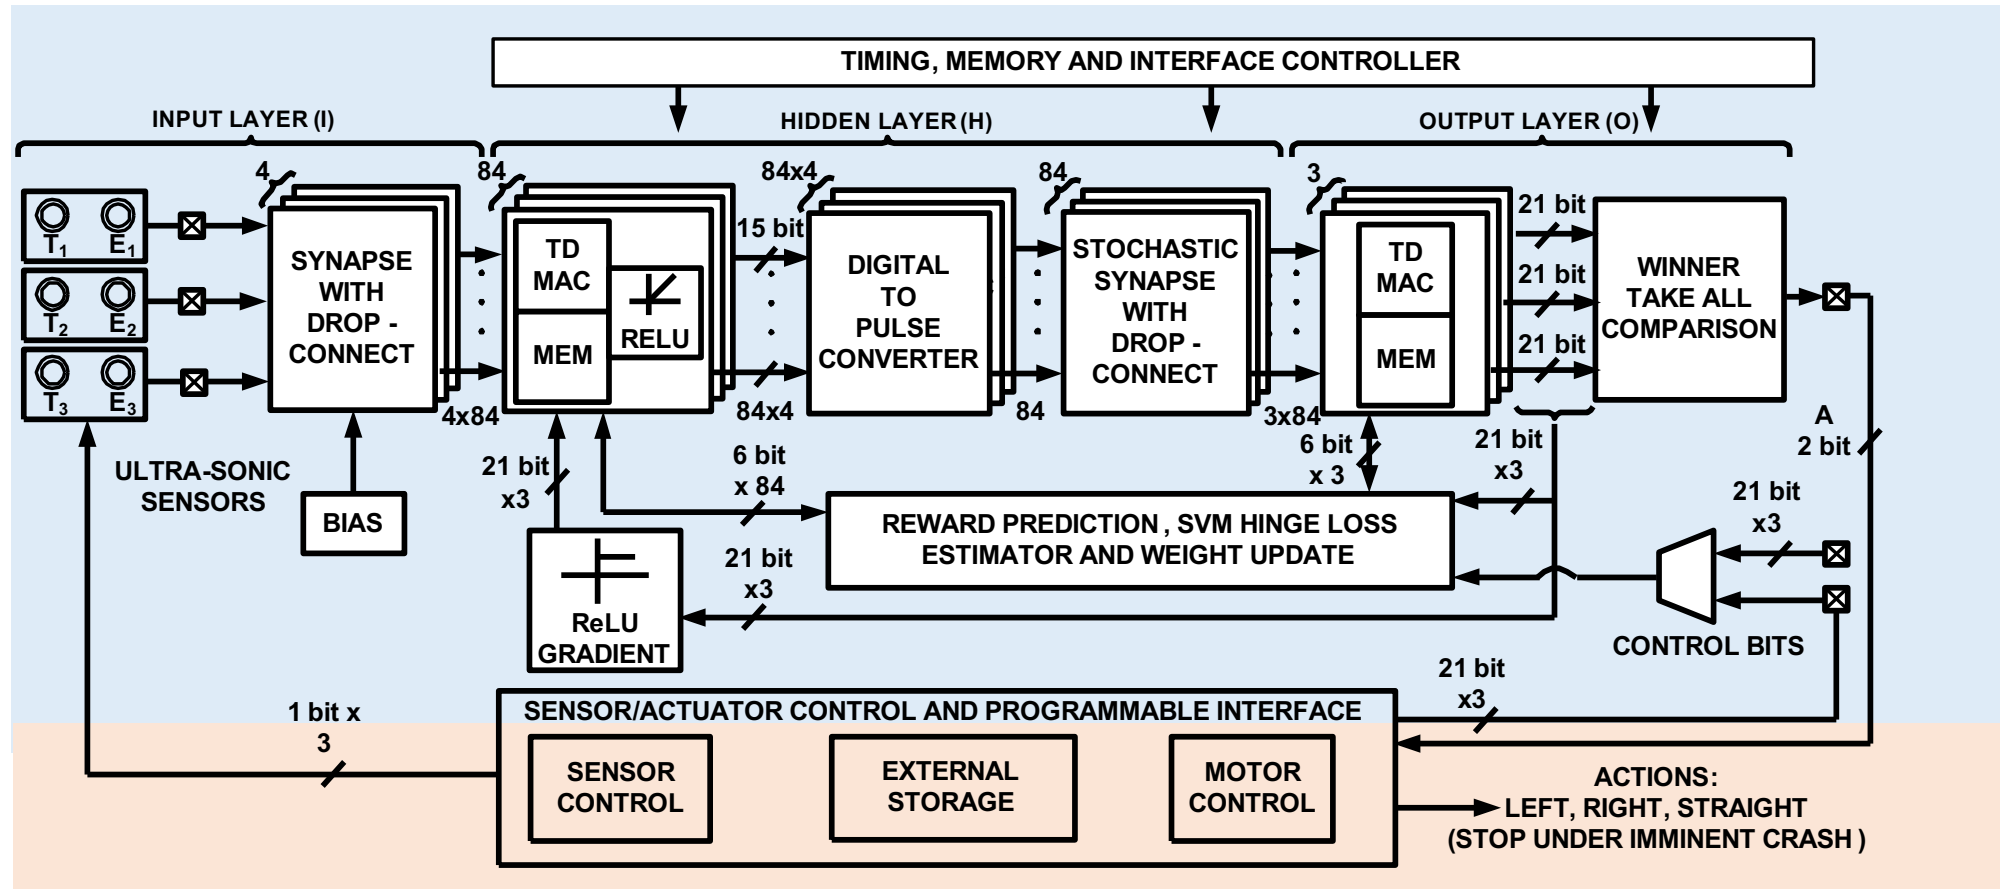 TIMING, MEMORY AND INTERFACE CONTROLLER
INPUT LAYER (I)
HIDDEN LAYER (H)
OUTPUT LAYER (O)
4
84
84x4
84
3
T1 E1
T2 E2
T3 E3
SYNAPSE
WITH
DROP -
CONNECT
4x84
TD
MAC
MEM
RELU
15 bit
84x4
DIGITAL
TO
PULSE
CONVERTER
84
STOCHASTIC
SYNAPSE
WITH
DROP -
CONNECT
3x84
TD
MAC
MEM
21 bit
21 bit
21 bit
WINNER
TAKE ALL
COMPARISON
A
2 bit
ULTRA-SONIC
SENSORS
BIAS
21 bit
x3
6 bit
x 84
6 bit
x 3
21 bit
x3
21 bit
x3
REWARD PREDICTION , SVM HINGE LOSS
ESTIMATOR AND WEIGHT UPDATE
ReLU
GRADIENT
21 bit
x3
CONTROL BITS
1 bit x
3
21 bit
x3
SENSOR/ACTUATOR CONTROL AND PROGRAMMABLE INTERFACE
SENSOR
CONTROL
EXTERNAL
STORAGE
MOTOR
CONTROL
ACTIONS:
LEFT, RIGHT, STRAIGHT
(STOP UNDER IMMINENT CRASH )